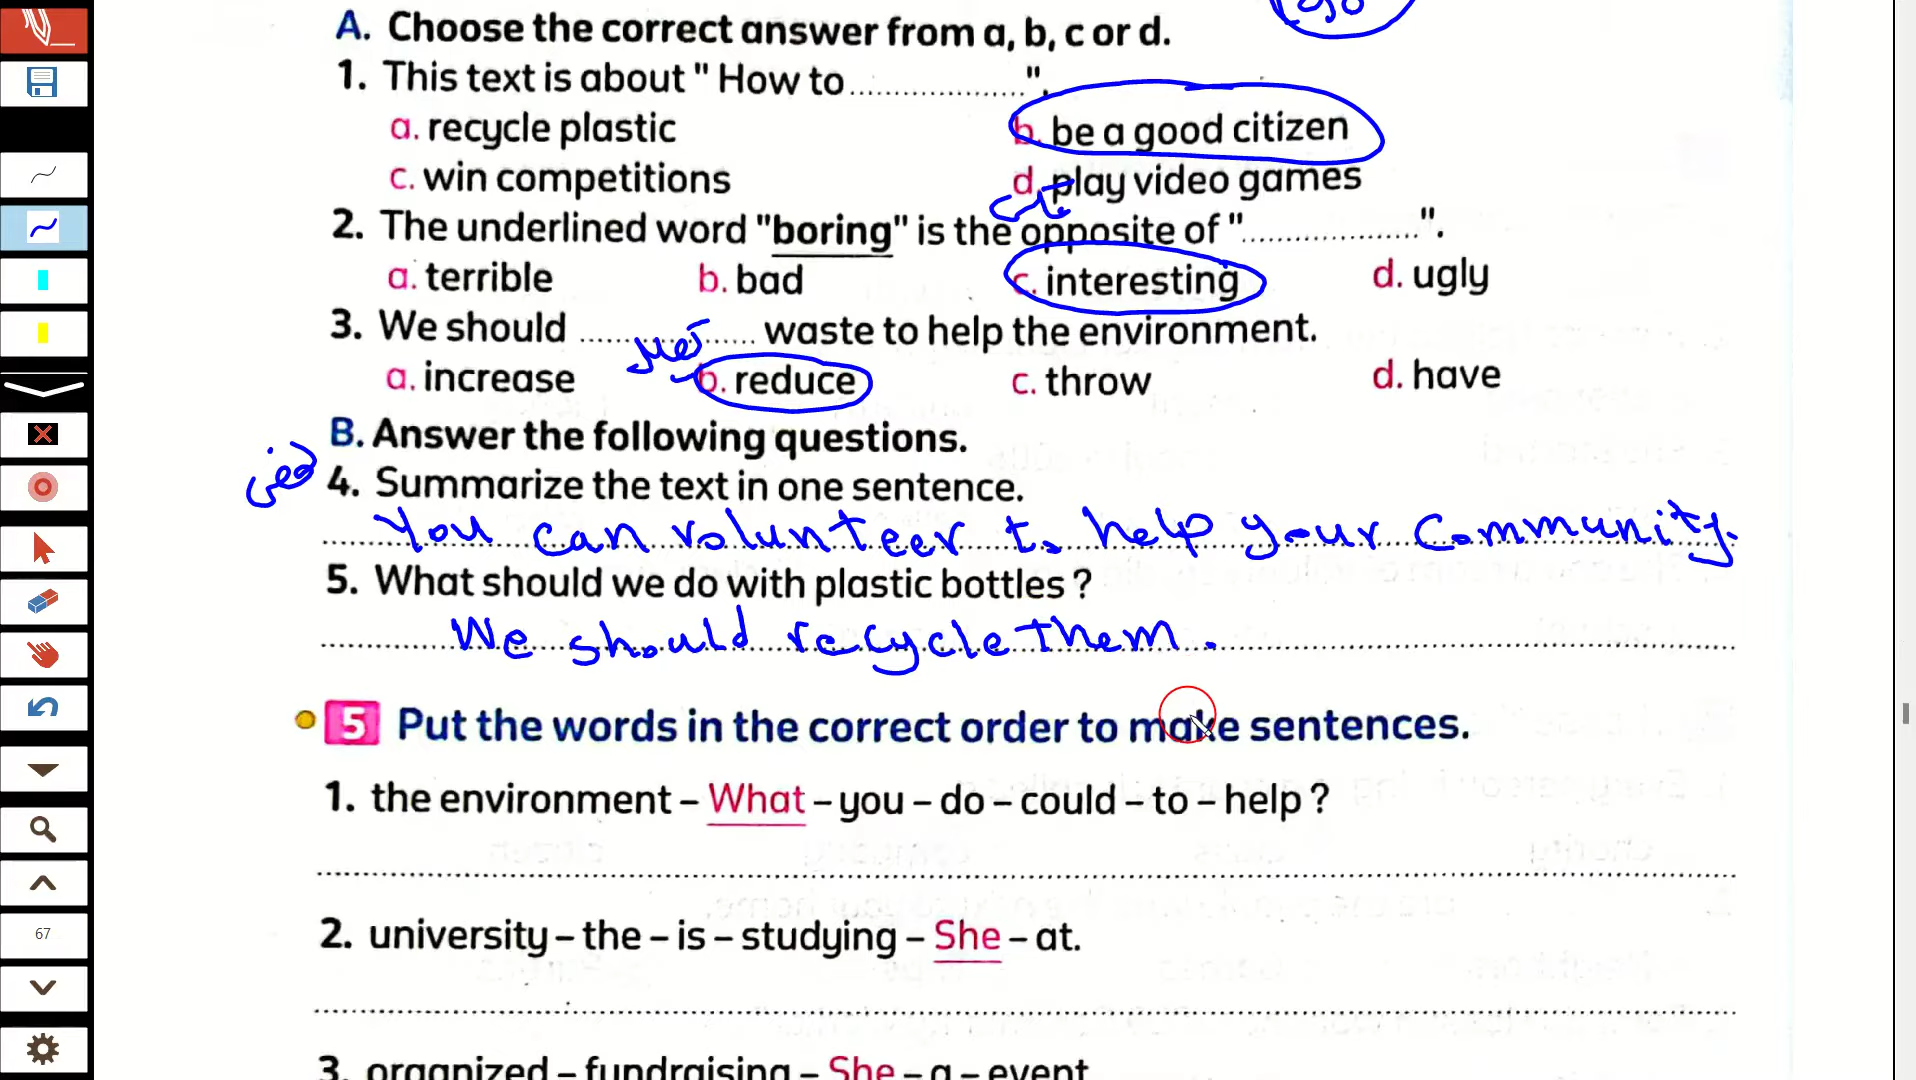 A. Choose the correct answer from a, b, c or d.
1. This text is about " How to ..................... ".
a. recycle plastic b. be a good citizen
c. win competitions d. play video games
2. The underlined word "boring" is the opposite of " ..................... ".
a. terrible b. bad c. interesting d. ugly
3. We should ..................... waste to help the environment.
a. increase b. reduce c. throw d. have
B. Answer the following questions.
4. Summarize the text in one sentence.
You can volunteer to help your community.
5. What should we do with plastic bottles ?
We should recycle them.
5 Put the words in the correct order to make sentences.
1. the environment – What – you – do – could – to – help ?
2. university – the – is – studying – She – at.
3. organized – fundraising – She – a – event
67